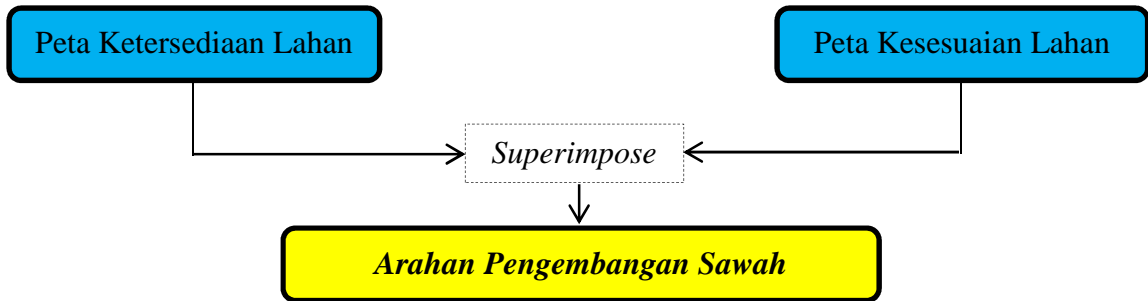 Peta Ketersediaan Lahan
Peta Kesesuaian Lahan
Superimpose
Arahan Pengembangan Sawah